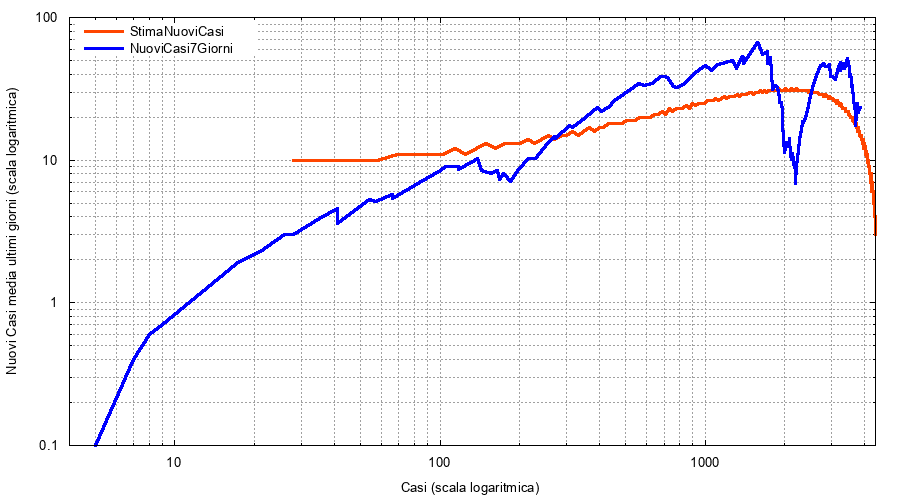 100
StimaNuoviCasi
NuoviCasi7Giorni
10
1
0.1
Nuovi Casi media ultimi giorni (scala logaritmica)
10
100
1000
Casi (scala logaritmica)